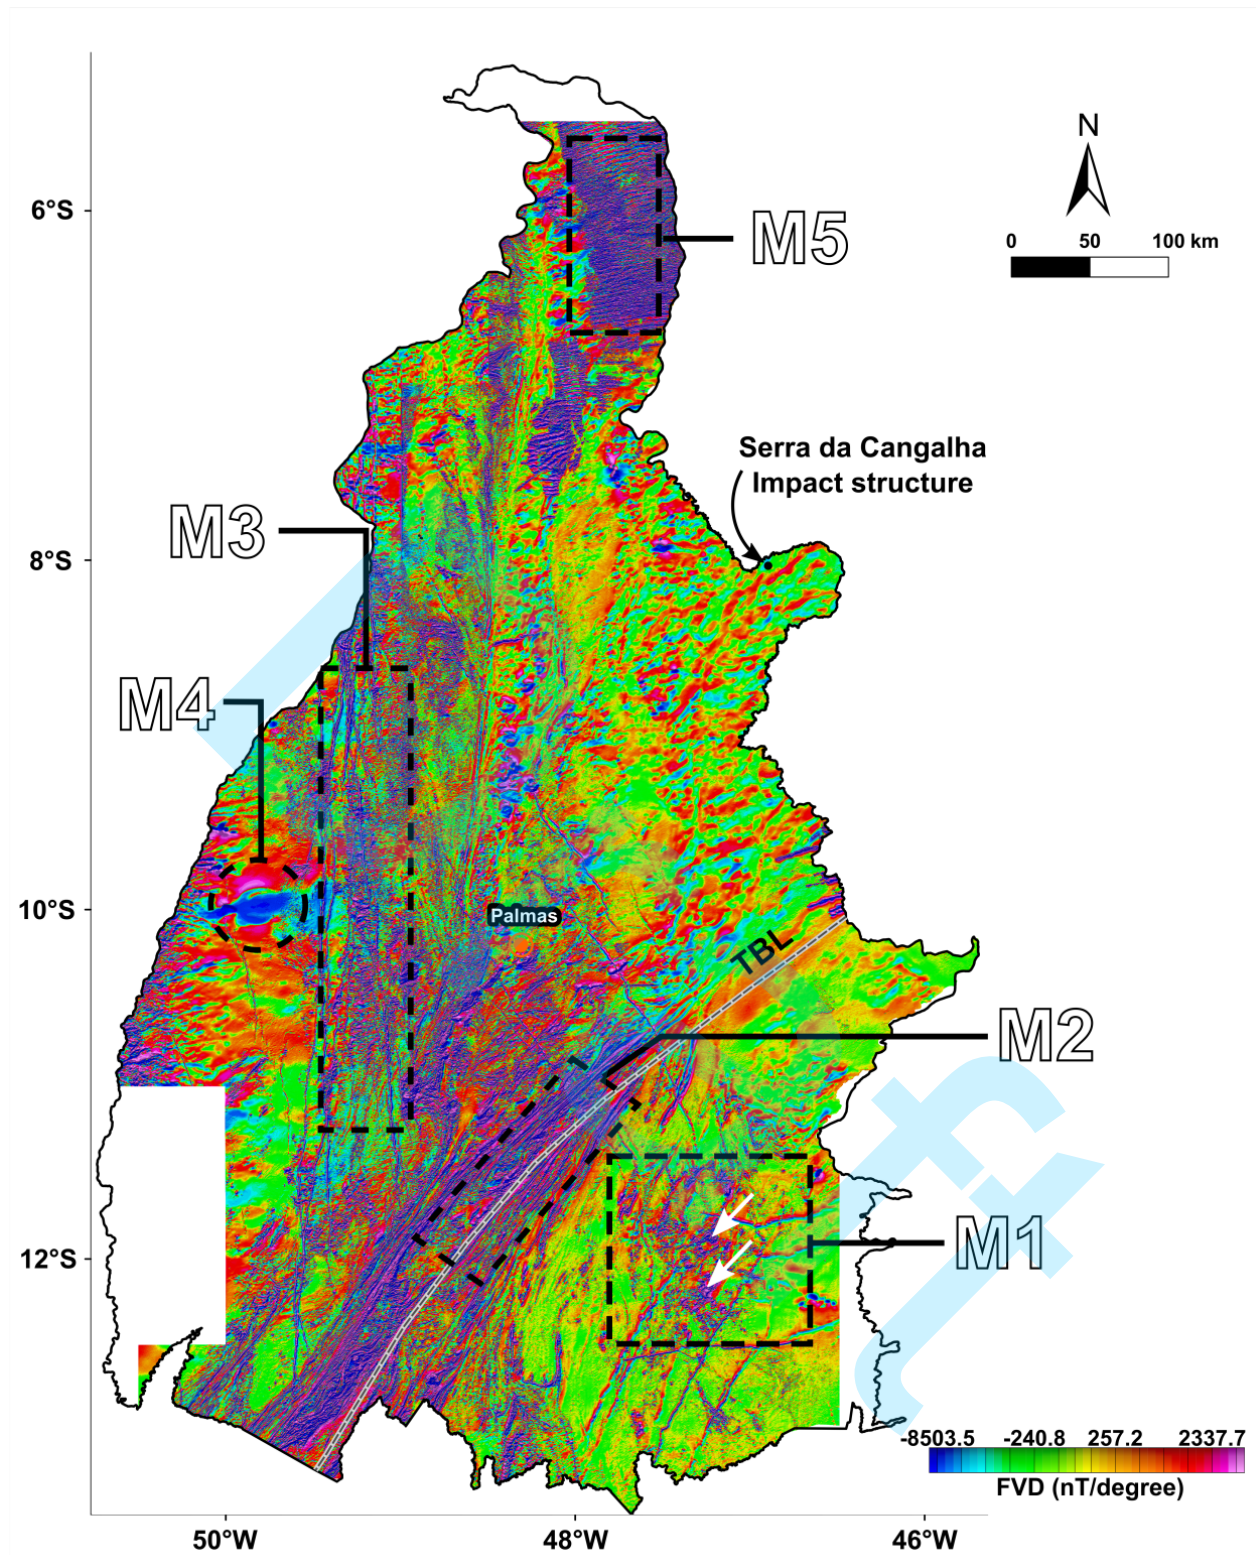 N
0 50 100 km
6°S
M5
Serra da Cangalha
Impact structure
M3
8°S
M4
10°S
Palmas
TBL
M2
M1
12°S
-8503.5 -240.8 257.2 2337.7
FVD (nT/degree)
50°W 48°W 46°W